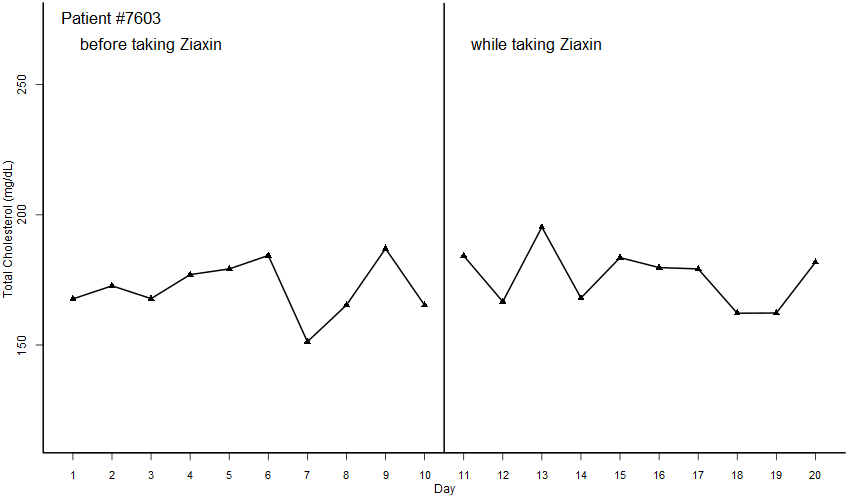 Patient #7603
before taking Ziaxin
while taking Ziaxin
250
200
150
Total Cholesterol (mg/dL)
1 2 3 4 5 6 7 8 9 10 11 12 13 14 15 16 17 18 19 20
Day